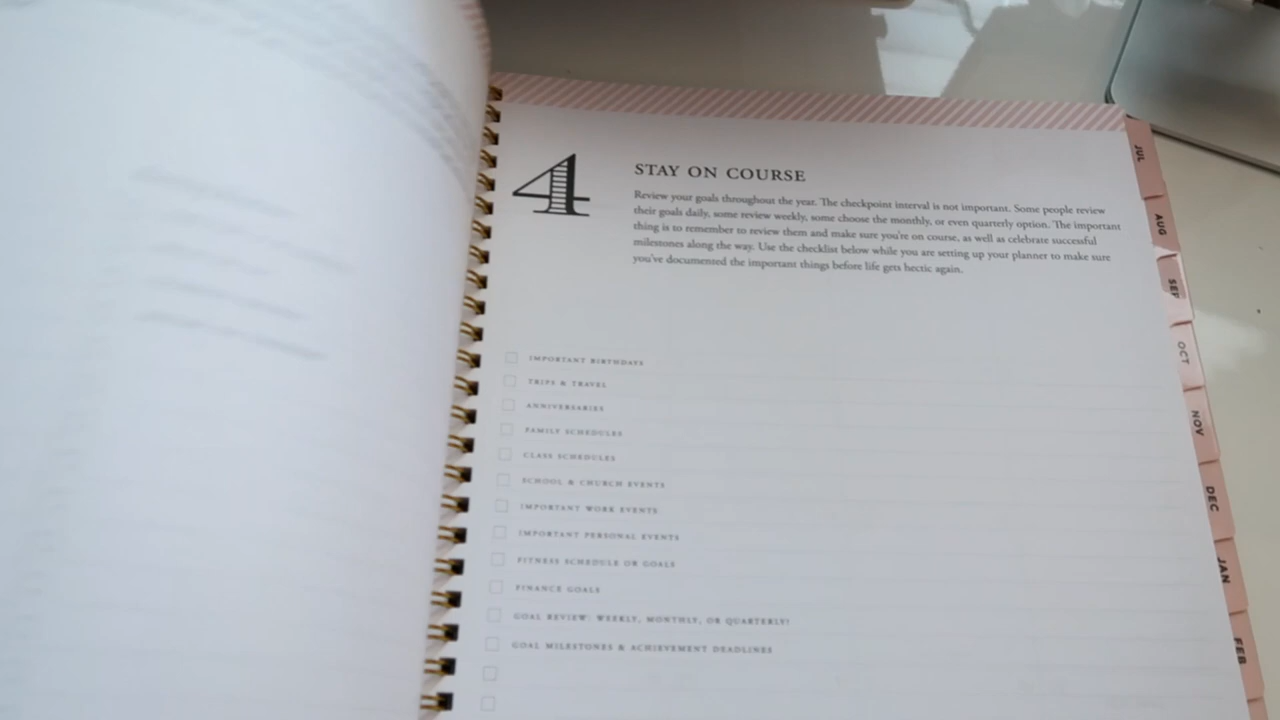 4
STAY ON COURSE
Review your goals throughout the year. The checkpoint interval is not important. Some people review
their goals daily, some review weekly, some choose the monthly, or even quarterly option. The important
thing is to remember to review them and make sure you're on course, as well as celebrate successful
milestones along the way. Use the checklist below while you are setting up your planner to make sure
you've documented the important things before life gets hectic again.
IMPORTANT BIRTHDAYS
TRIPS & TRAVEL
ANNIVERSARIES
FAMILY SCHEDULES
CLASS SCHEDULES
SCHOOL & CHURCH EVENTS
IMPORTANT WORK EVENTS
IMPORTANT PERSONAL EVENTS
FITNESS SCHEDULE OR GOALS
FINANCE GOALS
GOAL REVIEW: WEEKLY, MONTHLY, OR QUARTERLY?
GOAL MILESTONES & ACHIEVEMENT DEADLINES
JUL
AUG
SEP
OCT
NOV
DEC
JAN
FEB